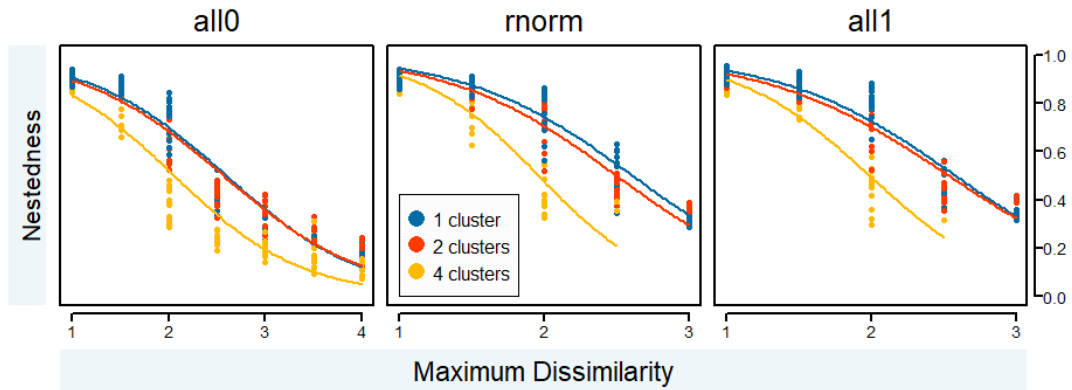 all0 rnorm all1
Nestedness
1.0
0.8
0.6
0.4
0.2
0.0
1 cluster
2 clusters
4 clusters
1 2 3 4 1 2 3 1 2 3
Maximum Dissimilarity